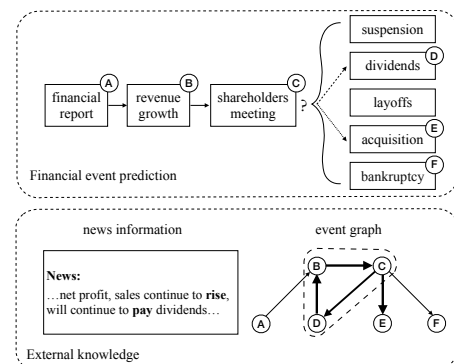 suspension
A
B
C
dividends
D
financial report
revenue growth
shareholders meeting
?
layoffs
acquisition
E
bankruptcy
F
Financial event prediction
news information
event graph
News:
…net profit, sales continue to rise,
will continue to pay dividends…
B
C
A
D
E
F
External knowledge